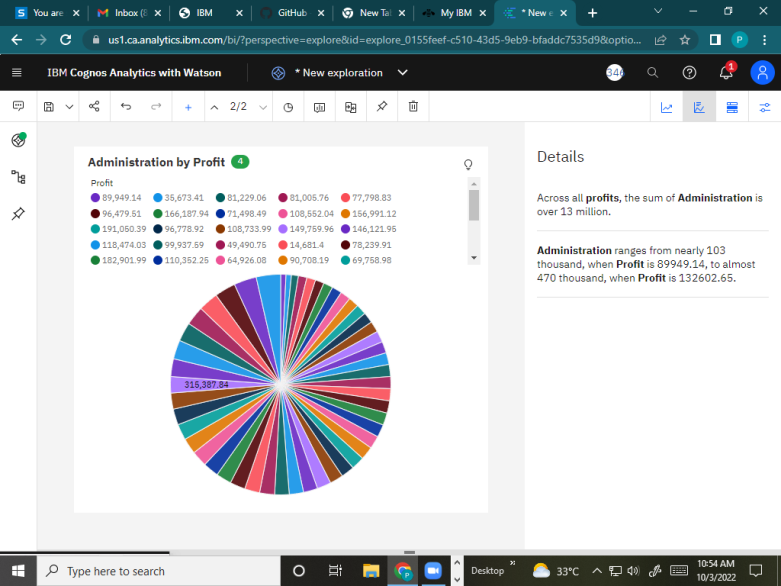 You are
Inbox (
IBM
GitHub
New Ta
My IBM
* New e
us1.ca.analytics.ibm.com/bi/?perspective=explore&id=explore_0155feef-c510-43d5-9eb9-bfaddc7535d9&optio...
P
IBM Cognos Analytics with Watson
* New exploration
346
1
2/2
Administration by Profit 4
Profit
89,949.14 35,673.41 81,229.06 81,005.76 77,798.83
96,479.51 166,187.94 71,498.49 108,552.04 156,991.12
191,050.39 96,778.92 108,733.99 149,759.96 146,121.95
118,474.03 99,937.59 49,490.75 14,681.4 78,239.91
182,901.99 110,352.25 64,926.08 90,708.19 69,758.98
315,387.84
Details
Across all profits, the sum of Administration is
over 13 million.
Administration ranges from nearly 103
thousand, when Profit is 89949.14, to almost
470 thousand, when Profit is 132602.65.
Type here to search
Desktop
33°C
10:54 AM
10/3/2022